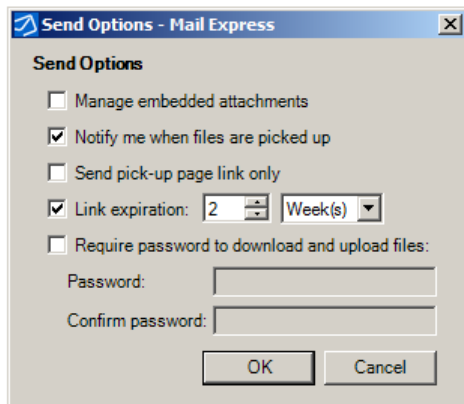 Send Options - Mail Express
Send Options
Manage embedded attachments
Notify me when files are picked up
Send pick-up page link only
Link expiration: 2 Week(s)
Require password to download and upload files:
Password:
Confirm password:
OK Cancel